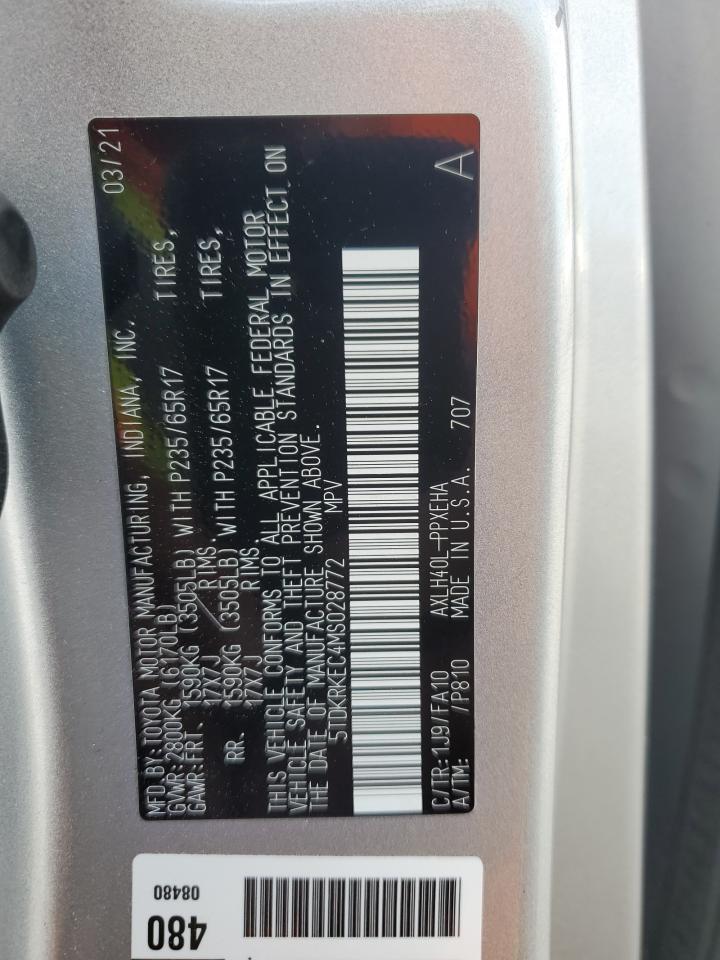 MFD.BY:TOYOTA MOTOR MANUFACTURING, INDIANA, INC. 03/21
GVWR:2800KG (6170LB)
GAWR:FRT. 1590KG (3505LB) WITH P235/65R17 TIRES,
17X7J RIMS
RR. 1590KG (3505LB) WITH P235/65R17 TIRES,
17X7J RIMS
THIS VEHICLE CONFORMS TO ALL APPLICABLE FEDERAL MOTOR
VEHICLE SAFETY AND THEFT PREVENTION STANDARDS IN EFFECT ON
THE DATE OF MANUFACTURE SHOWN ABOVE.
5TDKRKEC4MS028772 MPV
C/TR:1J9/FA10 AXLH40L-PPXEHA A
A/TM: /P810 MADE IN U.S.A. 707
08480
480